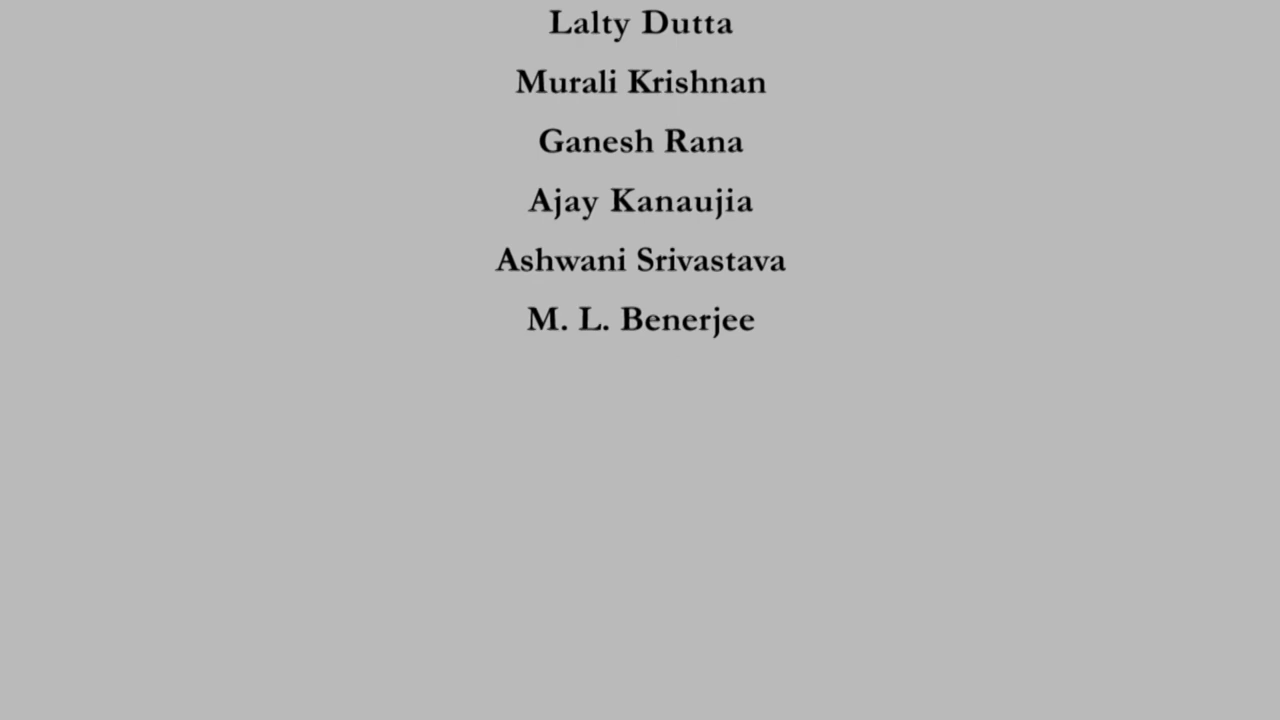 Lalty Dutta
Murali Krishnan
Ganesh Rana
Ajay Kanaujia
Ashwani Srivastava
M. L. Benerjee